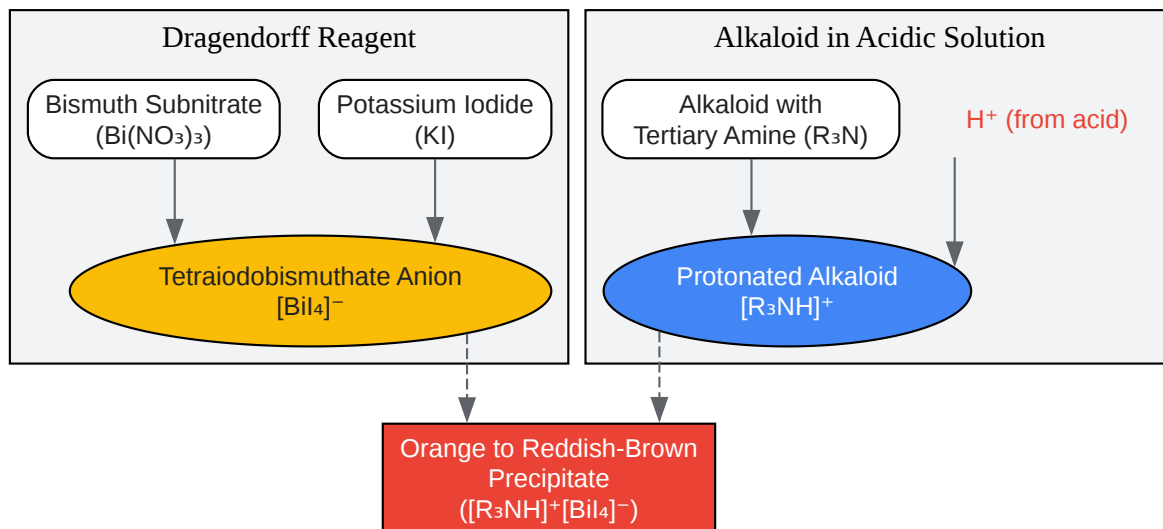 Dragendorff Reagent
Bismuth Subnitrate
(Bi(NO₃)₃)
Potassium Iodide
(KI)
Tetraiodobismuthate Anion
[BiI₄]⁻
Alkaloid in Acidic Solution
Alkaloid with
Tertiary Amine (R₃N)
H⁺ (from acid)
Protonated Alkaloid
[R₃NH]⁺
Orange to Reddish-Brown
Precipitate
([R₃NH]⁺[BiI₄]⁻)